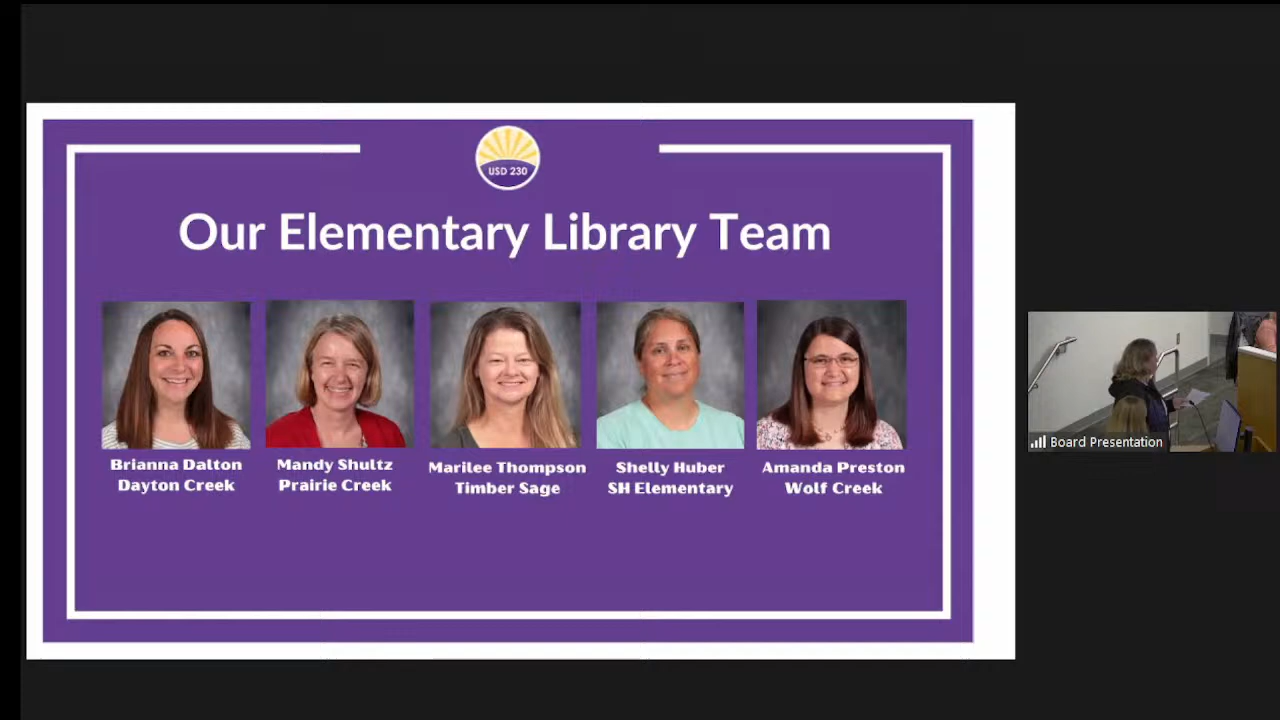 USD 230
Our Elementary Library Team
Brianna Dalton
Dayton Creek
Mandy Shultz
Prairie Creek
Marilee Thompson
Timber Sage
Shelly Huber
SH Elementary
Amanda Preston
Wolf Creek
Board Presentation